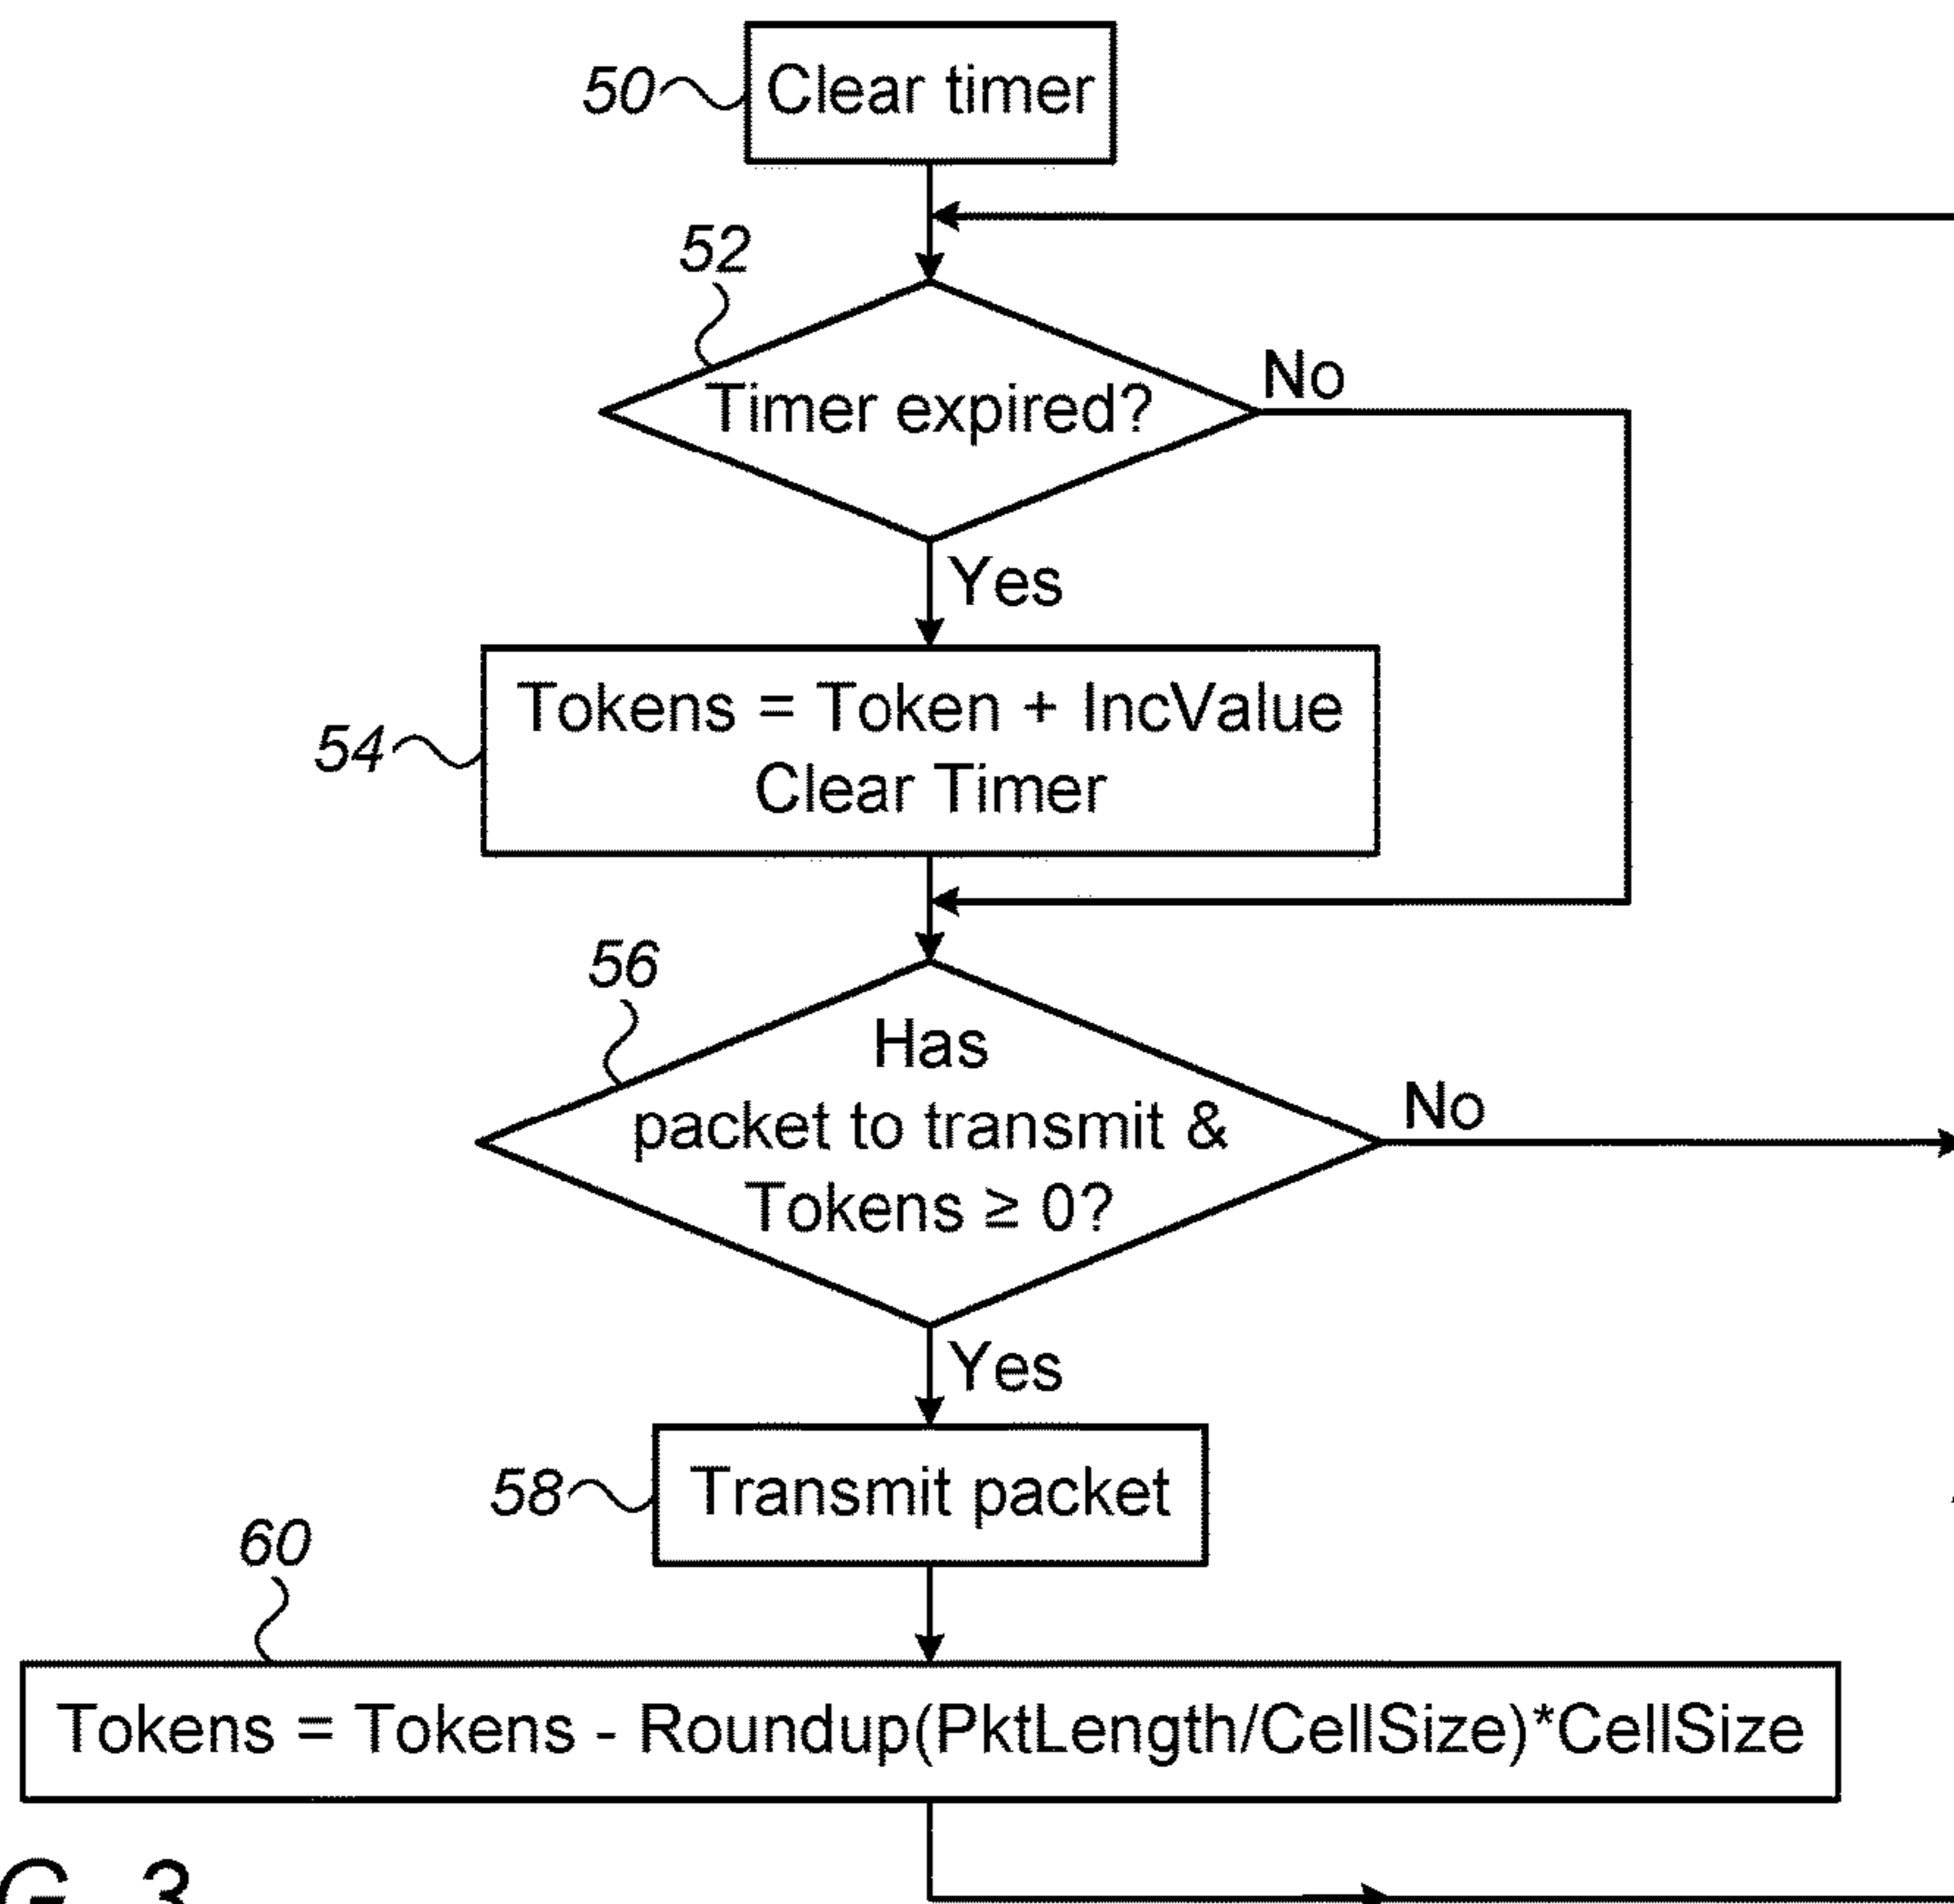 50
Clear timer
52
Timer expired?
No
Yes
54
Tokens = Token + IncValue
Clear Timer
56
Has
packet to transmit &
Tokens ≥ 0?
No
Yes
58
Transmit packet
60
Tokens = Tokens - Roundup(PktLength/CellSize)*CellSize
G. 3